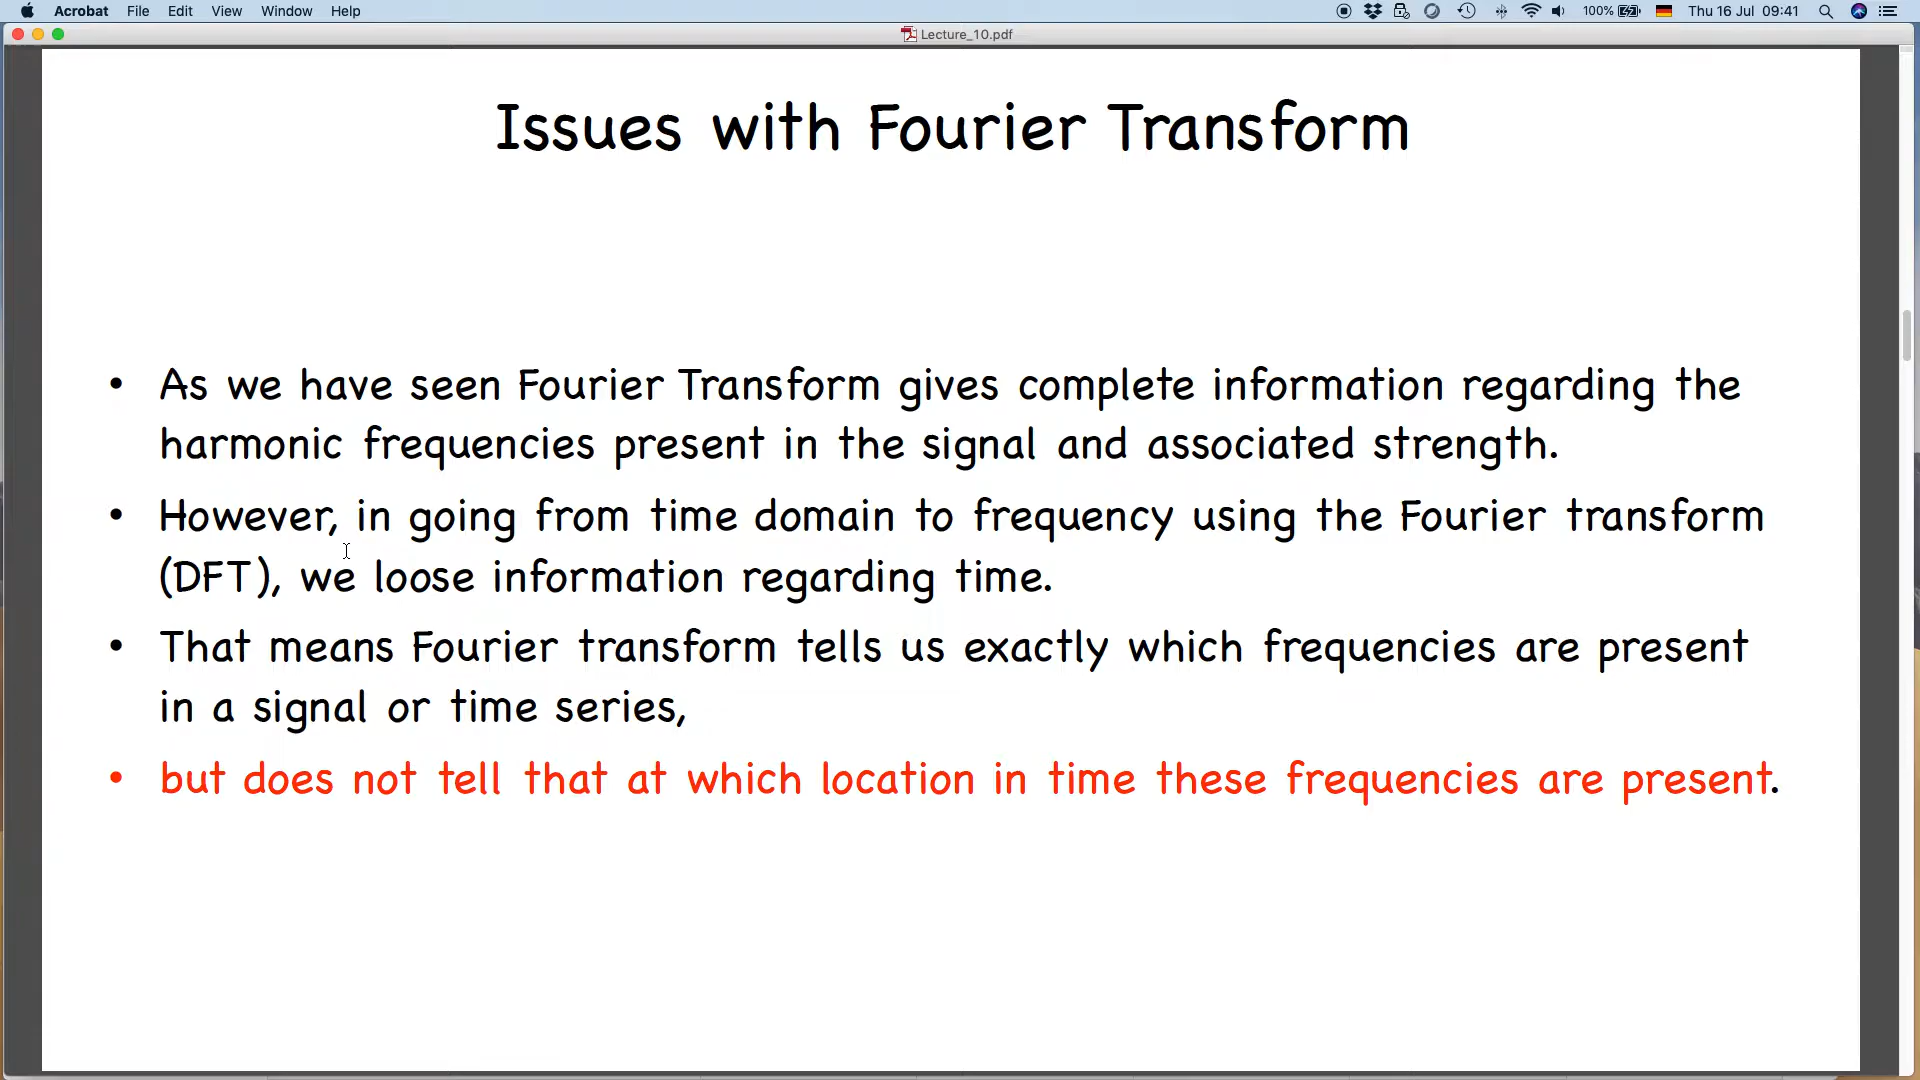 Acrobat File Edit View Window Help 100% Thu 16 Jul 09:41
Lecture_10.pdf
Issues with Fourier Transform
• As we have seen Fourier Transform gives complete information regarding the
harmonic frequencies present in the signal and associated strength.
• However, in going from time domain to frequency using the Fourier transform
(DFT), we loose information regarding time.
• That means Fourier transform tells us exactly which frequencies are present
in a signal or time series,
• but does not tell that at which location in time these frequencies are present.